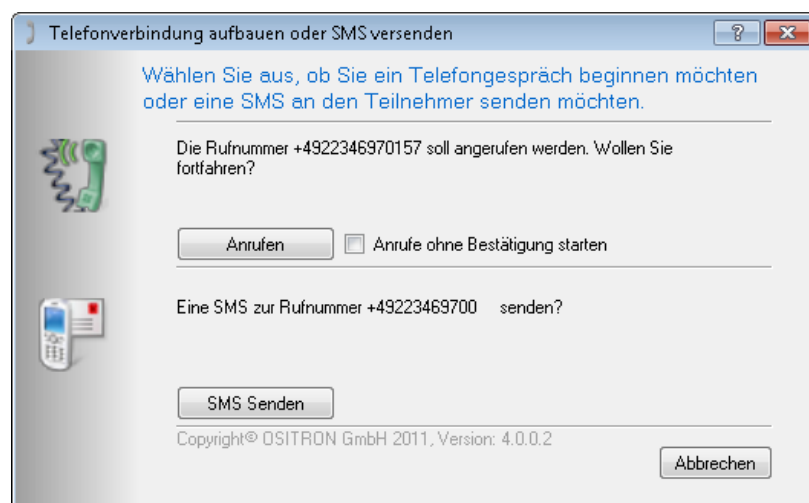 Telefonverbindung aufbauen oder SMS versenden
Wählen Sie aus, ob Sie ein Telefongespräch beginnen möchten
oder eine SMS an den Teilnehmer senden möchten.
Die Rufnummer +4922346970157 soll angerufen werden. Wollen Sie
fortfahren?
Anrufen Anrufe ohne Bestätigung starten
Eine SMS zur Rufnummer +49223469700 senden?
SMS Senden
Copyright© OSITRON GmbH 2011, Version: 4.0.0.2
Abbrechen